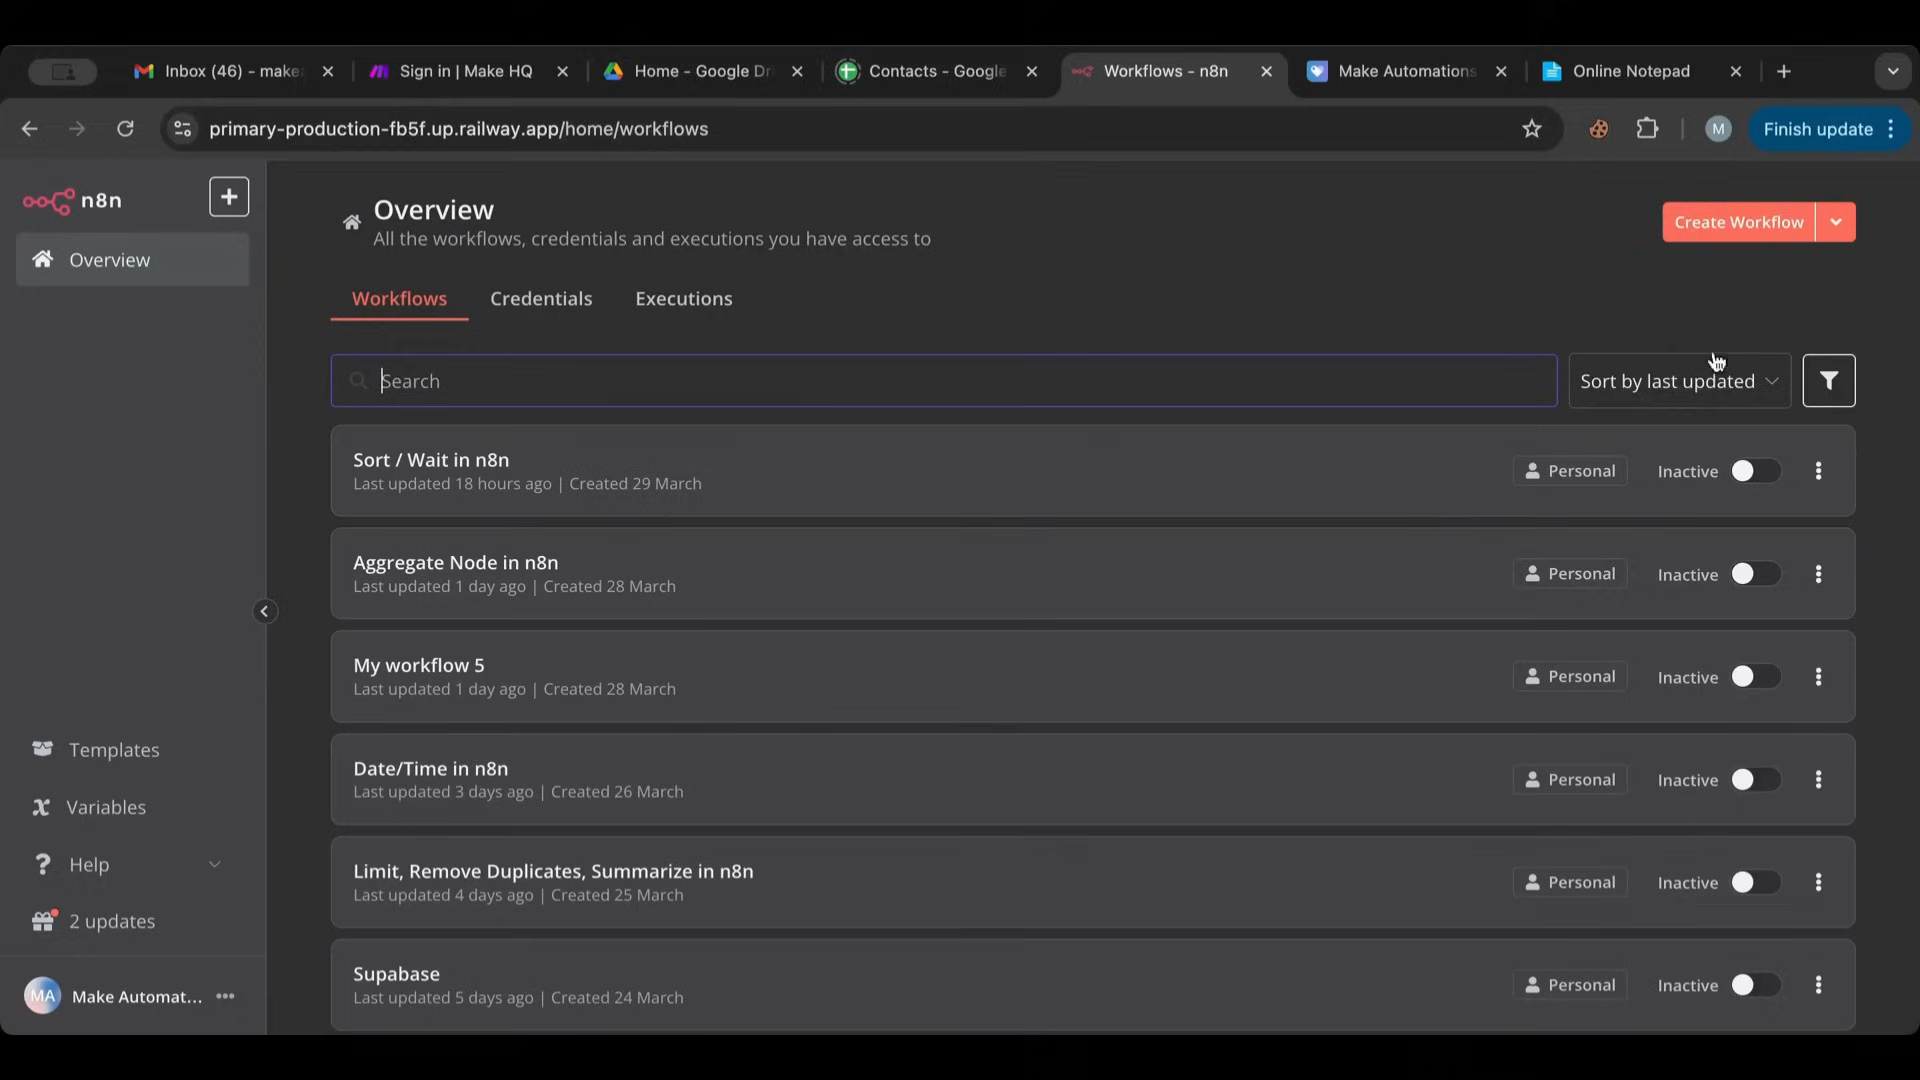 Inbox (46) - make
Sign in | Make HQ
Home - Google Dri
Contacts - Google
Workflows - n8n
Make Automations
Online Notepad
primary-production-fb5f.up.railway.app/home/workflows
M
Finish update
n8n
Overview
Templates
Variables
Help
2 updates
MA
Make Automat...
Overview
All the workflows, credentials and executions you have access to
Create Workflow
Workflows
Credentials
Executions
Search
Sort by last updated
Sort / Wait in n8n
Last updated 18 hours ago | Created 29 March
Personal
Inactive
Aggregate Node in n8n
Last updated 1 day ago | Created 28 March
Personal
Inactive
My workflow 5
Last updated 1 day ago | Created 28 March
Personal
Inactive
Date/Time in n8n
Last updated 3 days ago | Created 26 March
Personal
Inactive
Limit, Remove Duplicates, Summarize in n8n
Last updated 4 days ago | Created 25 March
Personal
Inactive
Supabase
Last updated 5 days ago | Created 24 March
Personal
Inactive